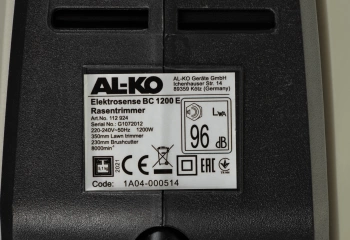 AL-KO
AL-KO Geräte GmbH
Ichenhauser Str. 14
89359 Kötz (Germany)
Elektrosense BC 1200 E
Rasentrimmer
Art.No. 112 924
Serial No.: G1072012
220-240V~50Hz 1200W
350mm Lawn trimmer
230mm Brushcutter
8000min⁻¹
LWA
96 dB
2021
CE
EAC
Code: 1A04-000514